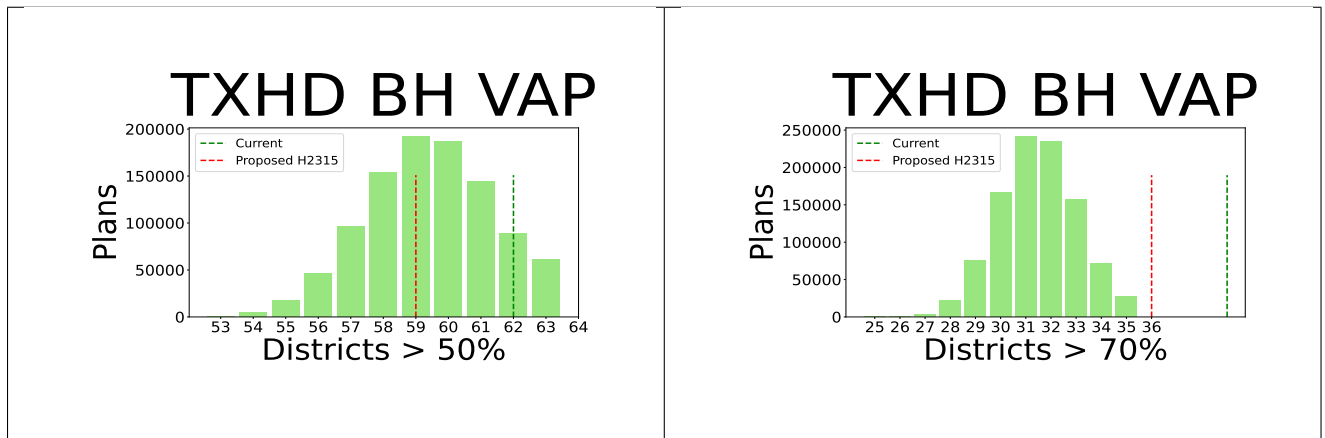 TXHD BH VAP
200000
150000
100000
50000
0
Plans
Current
Proposed H2315
53 54 55 56 57 58 59 60 61 62 63 64
Districts > 50%
TXHD BH VAP
250000
200000
150000
100000
50000
0
Plans
Current
Proposed H2315
25 26 27 28 29 30 31 32 33 34 35 36
Districts > 70%